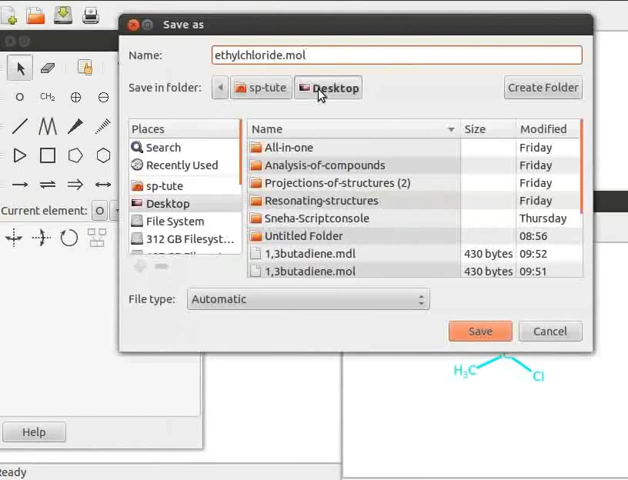 Save as
Name: ethylchloride.mol
Save in folder: sp-tute Desktop Create Folder
Places Name Size Modified
Search All-in-one Friday
Recently Used Analysis-of-compounds Friday
sp-tute Projections-of-structures (2) Friday
Desktop Resonating-structures Friday
File System Sneha-Scriptconsole Thursday
312 GB Filesyst... Untitled Folder 08:56
1,3butadiene.mdl 430 bytes 09:52
1,3butadiene.mol 430 bytes 09:51
File type: Automatic
Save Cancel
CH₂
Current element: O
H₃C Cl
Help
Ready